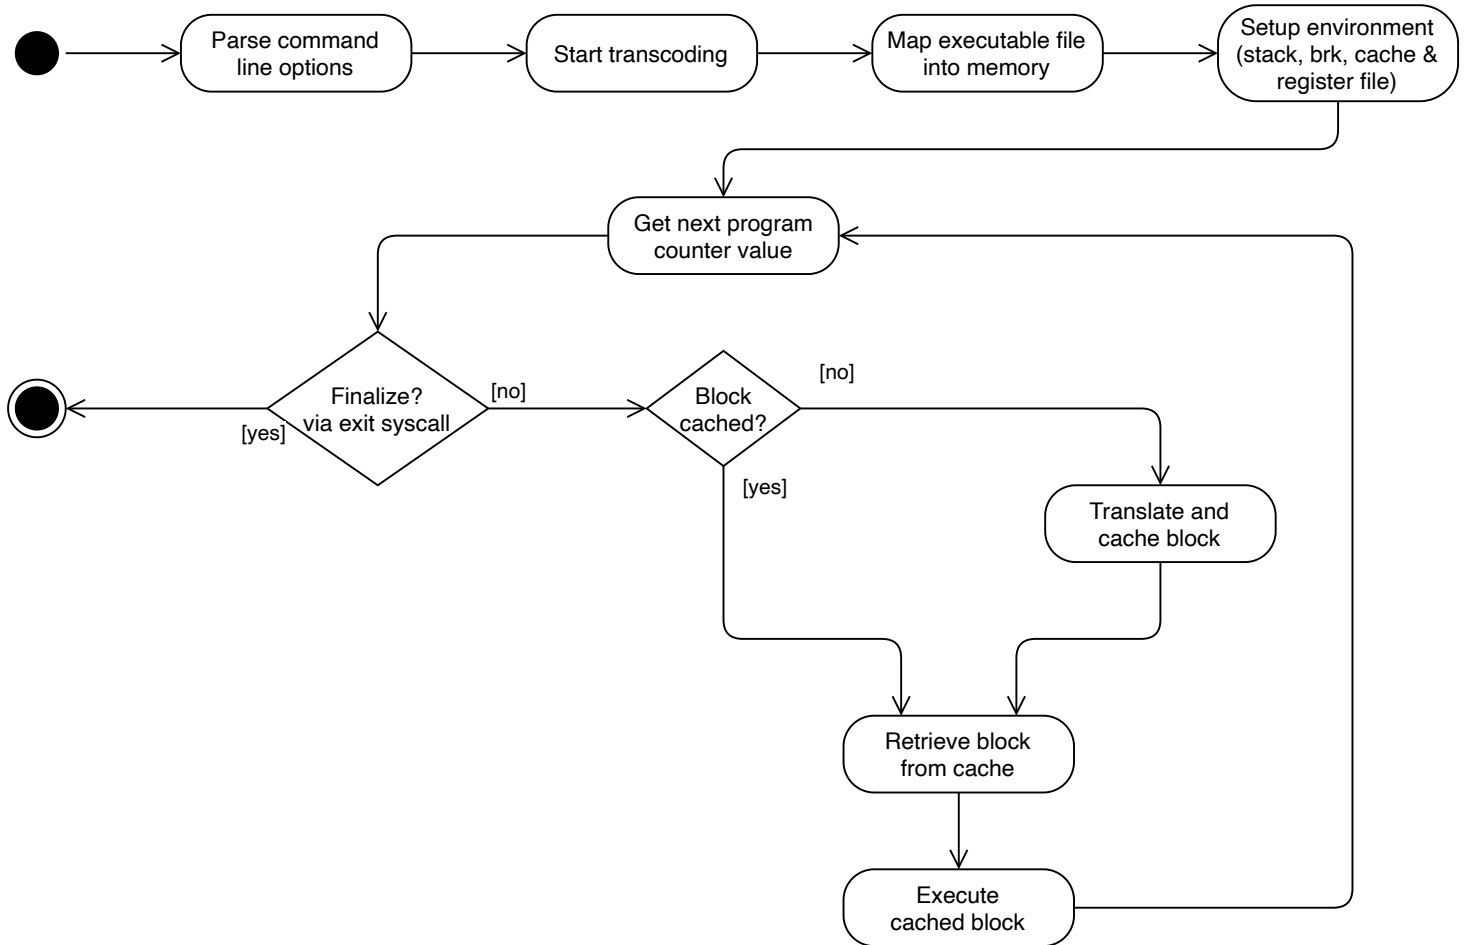 Parse command
line options
Start transcoding
Map executable file
into memory
Setup environment
(stack, brk, cache &
register file)
Get next program
counter value
Finalize?
via exit syscall
[yes]
[no]
Block
cached?
[no]
[yes]
Translate and
cache block
Retrieve block
from cache
Execute
cached block